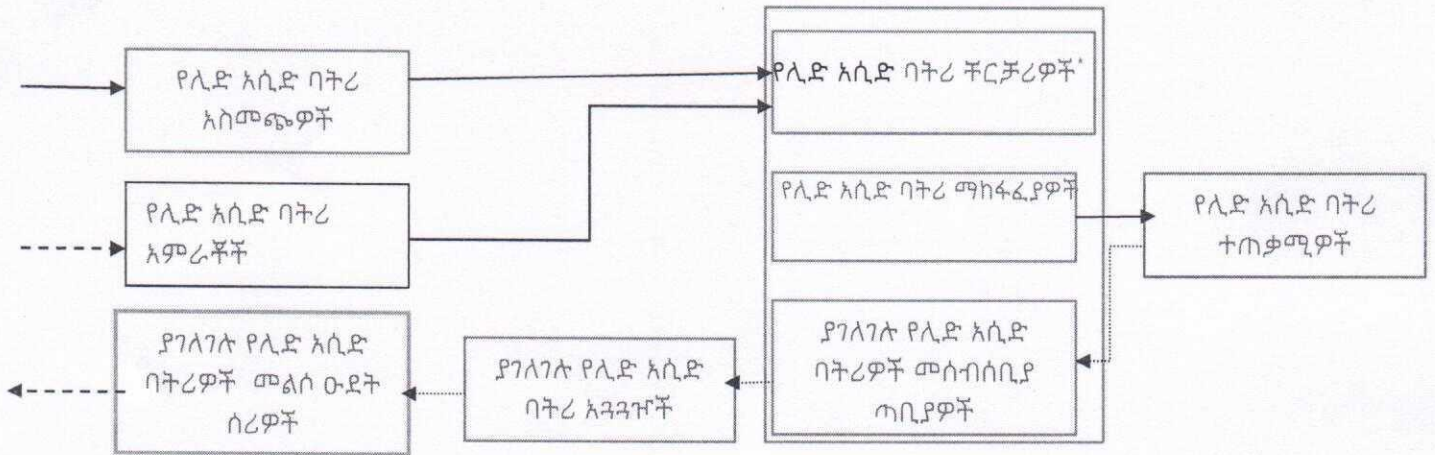 የሊድ አሲድ ባትሪ
አስመጭዎች
የሊድ አሲድ ባትሪ ቸርቻሪዎች*
የሊድ አሲድ ባትሪ
አምራቾች
የሊድ አሲድ ባትሪ ማከፋፈያዎች
የሊድ አሲድ ባትሪ
ተጠቃሚዎች
ያገለገሉ የሊድ አሲድ
ባትሪዎች መሰብሰቢያ
ጣቢያዎች
ያገለገሉ የሊድ አሲድ
ባትሪ አጓጓዦች
ያገለገሉ የሊድ አሲድ
ባትሪዎች መልሶ ዑደት
ሰሪዎች